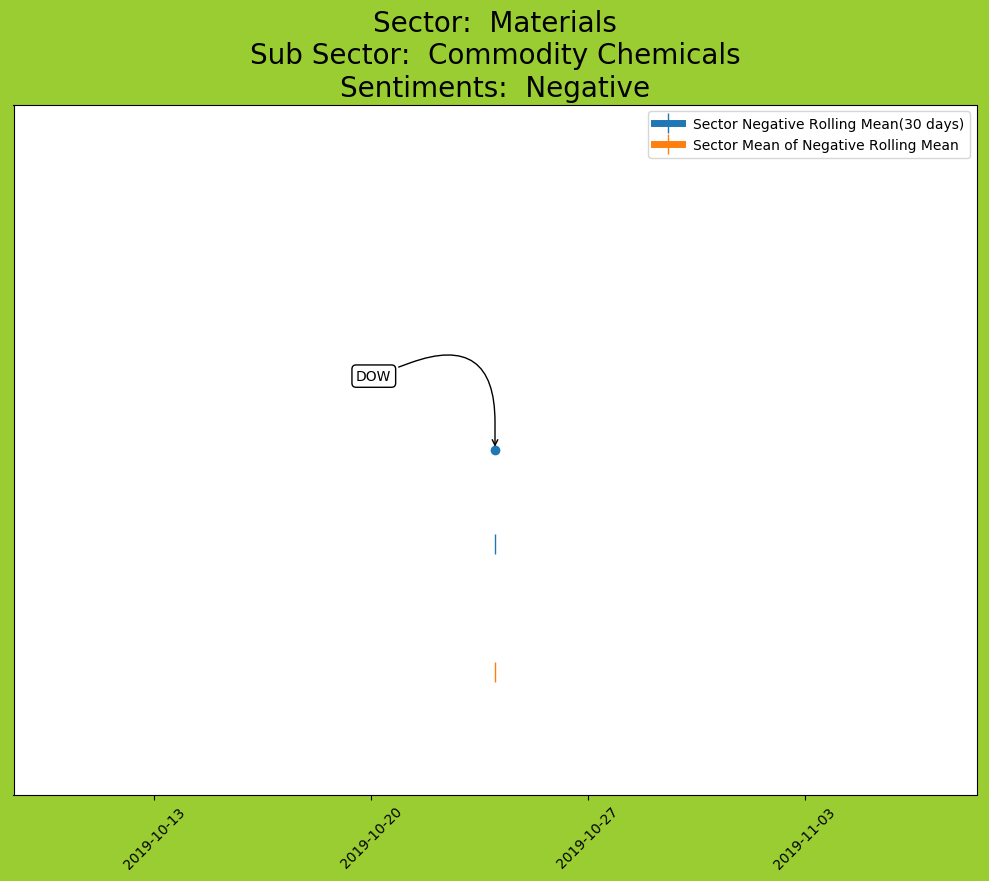 Sector:  Materials
Sub Sector:  Commodity Chemicals
Sentiments:  Negative
Sector Negative Rolling Mean(30 days)
Sector Mean of Negative Rolling Mean
DOW
2019-10-13
2019-10-20
2019-10-27
2019-11-03